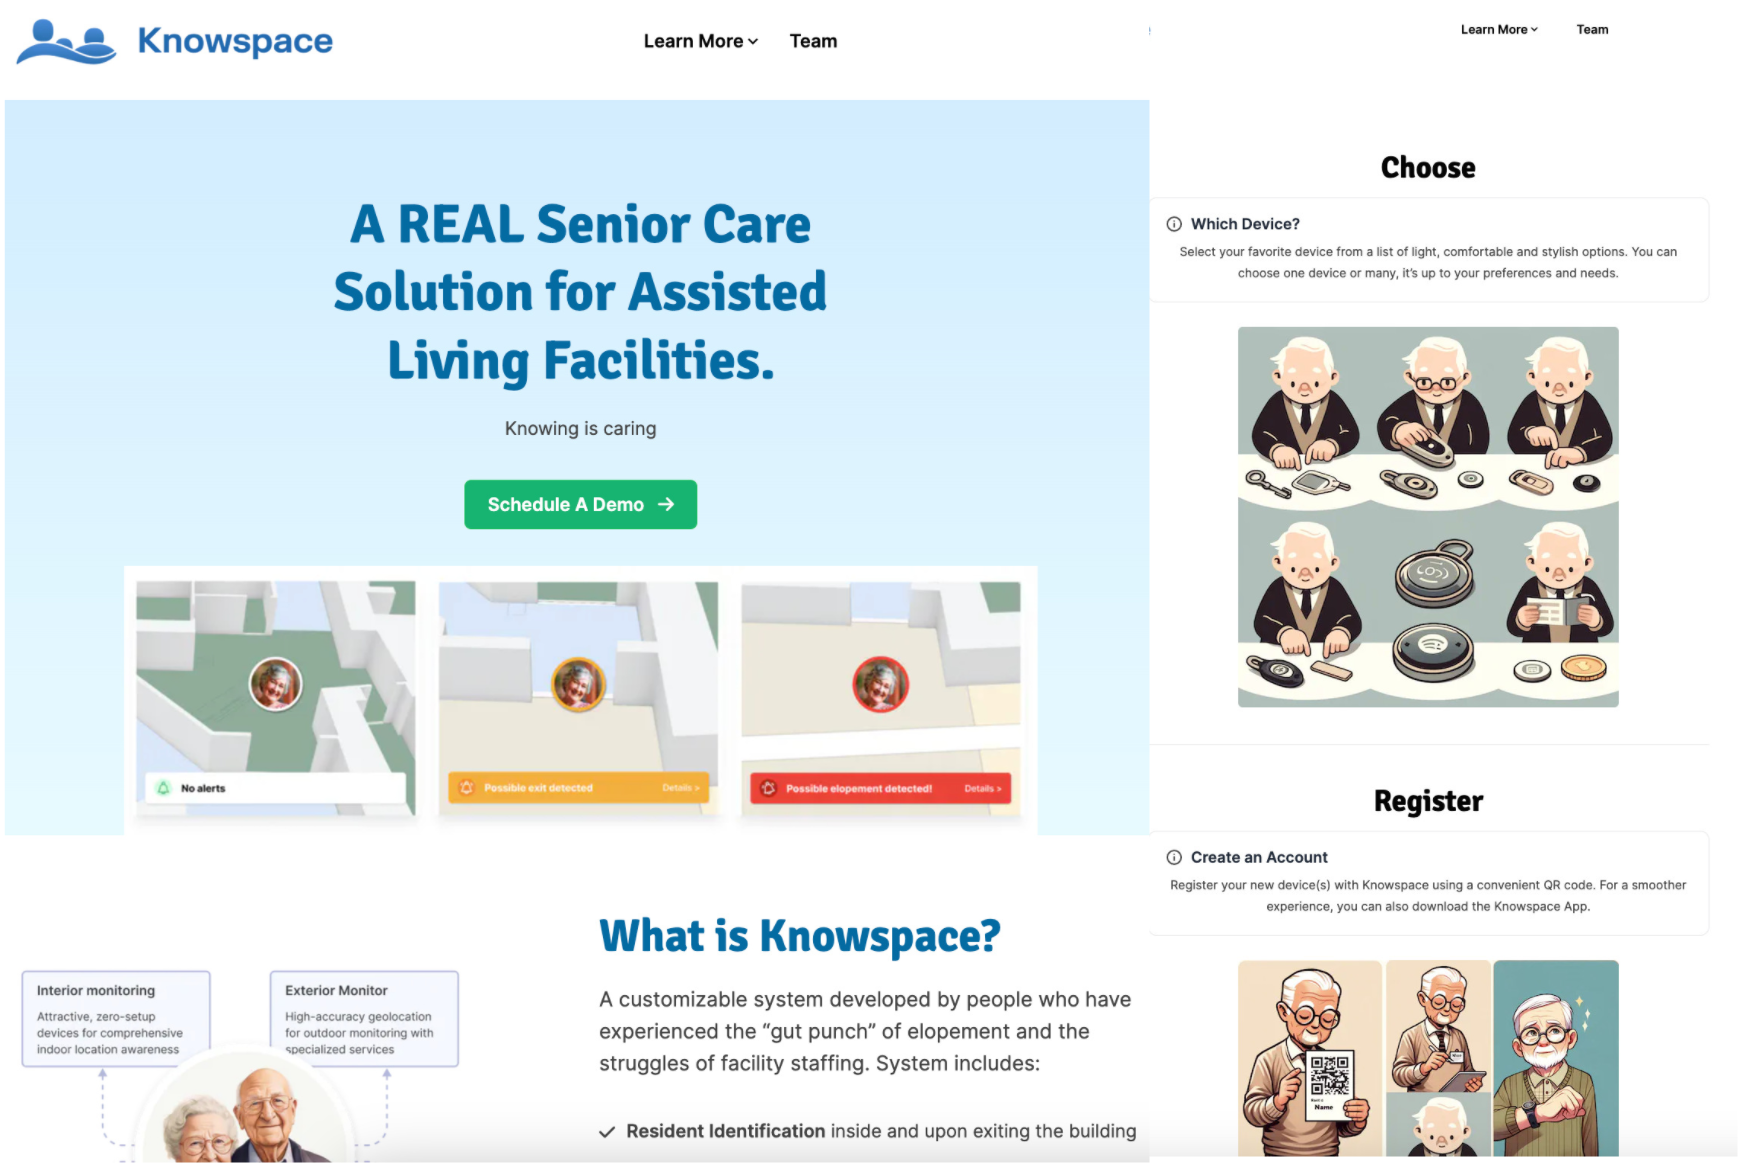 Knowspace
Learn More
Team
A REAL Senior Care
Solution for Assisted
Living Facilities.
Knowing is caring
Schedule A Demo →
No alerts
Possible exit detected
Details »
Possible elopement detected!
Details »
What is Knowspace?
A customizable system developed by people who have
experienced the “gut punch” of elopement and the
struggles of facility staffing. System includes:
✓ Resident Identification inside and upon exiting the building
Interior monitoring
Attractive, zero-setup
devices for comprehensive
indoor location awareness
Exterior Monitor
High-accuracy geolocation
for outdoor monitoring with
specialized services
Learn More
Team
Choose
Which Device?
Select your favorite device from a list of light, comfortable and stylish options. You can
choose one device or many, it’s up to your preferences and needs.
Register
Create an Account
Register your new device(s) with Knowspace using a convenient QR code. For a smoother
experience, you can also download the Knowspace App.
Name